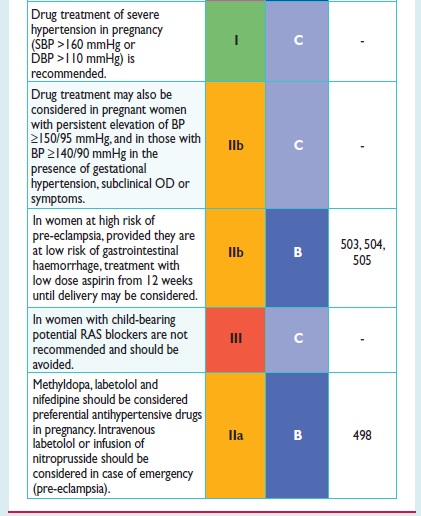 Drug treatment of severe
hypertension in pregnancy
(SBP >160 mmHg or
DBP >110 mmHg) is
recommended.
I
C
-
Drug treatment may also be
considered in pregnant women
with persistent elevation of BP
≥150/95 mmHg, and in those with
BP ≥140/90 mmHg in the
presence of gestational
hypertension, subclinical OD or
symptoms.
IIb
C
-
In women at high risk of
pre-eclampsia, provided they are
at low risk of gastrointestinal
haemorrhage, treatment with
low dose aspirin from 12 weeks
until delivery may be considered.
IIb
B
503, 504,
505
In women with child-bearing
potential RAS blockers are not
recommended and should be
avoided.
III
C
-
Methyldopa, labetolol and
nifedipine should be considered
preferential antihypertensive drugs
in pregnancy. Intravenous
labetolol or infusion of
nitroprusside should be
considered in case of emergency
(pre-eclampsia).
IIa
B
498